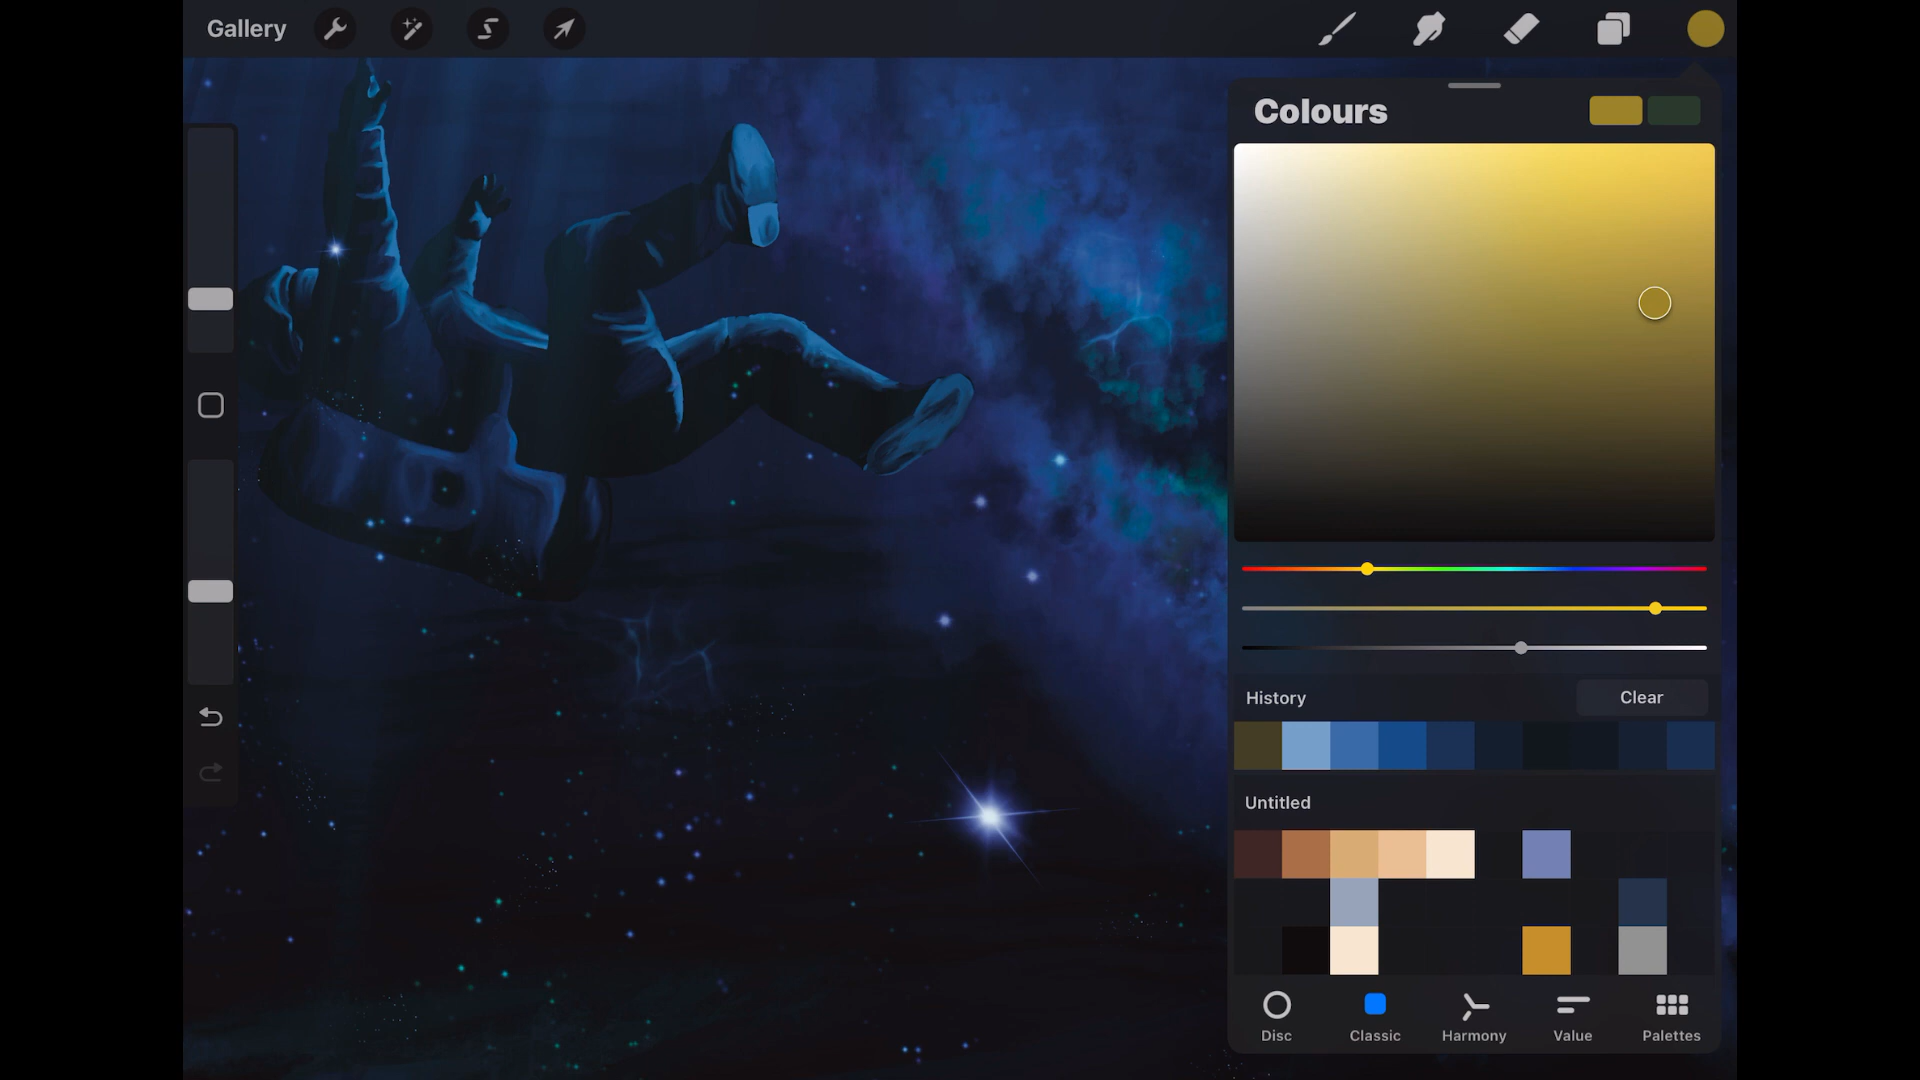 Gallery
Colours
History
Clear
Untitled
Disc
Classic
Harmony
Value
Palettes